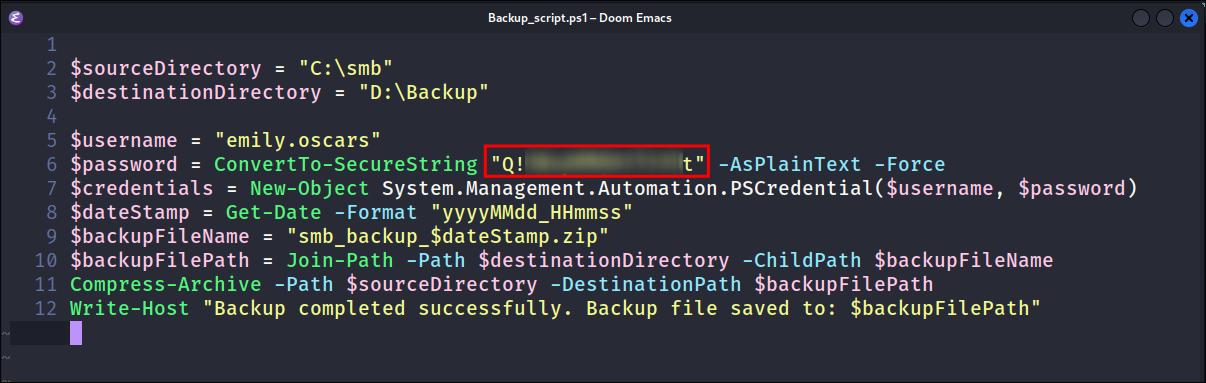 Backup_script.ps1 – Doom Emacs
1
2 $sourceDirectory = "C:\smb"
3 $destinationDirectory = "D:\Backup"
4
5 $username = "emily.oscars"
6 $password = ConvertTo-SecureString "Q! t" -AsPlainText -Force
7 $credentials = New-Object System.Management.Automation.PSCredential($username, $password)
8 $dateStamp = Get-Date -Format "yyyyMMdd_HHmmss"
9 $backupFileName = "smb_backup_$dateStamp.zip"
10 $backupFilePath = Join-Path -Path $destinationDirectory -ChildPath $backupFileName
11 Compress-Archive -Path $sourceDirectory -DestinationPath $backupFilePath
12 Write-Host "Backup completed successfully. Backup file saved to: $backupFilePath"
~
~
~